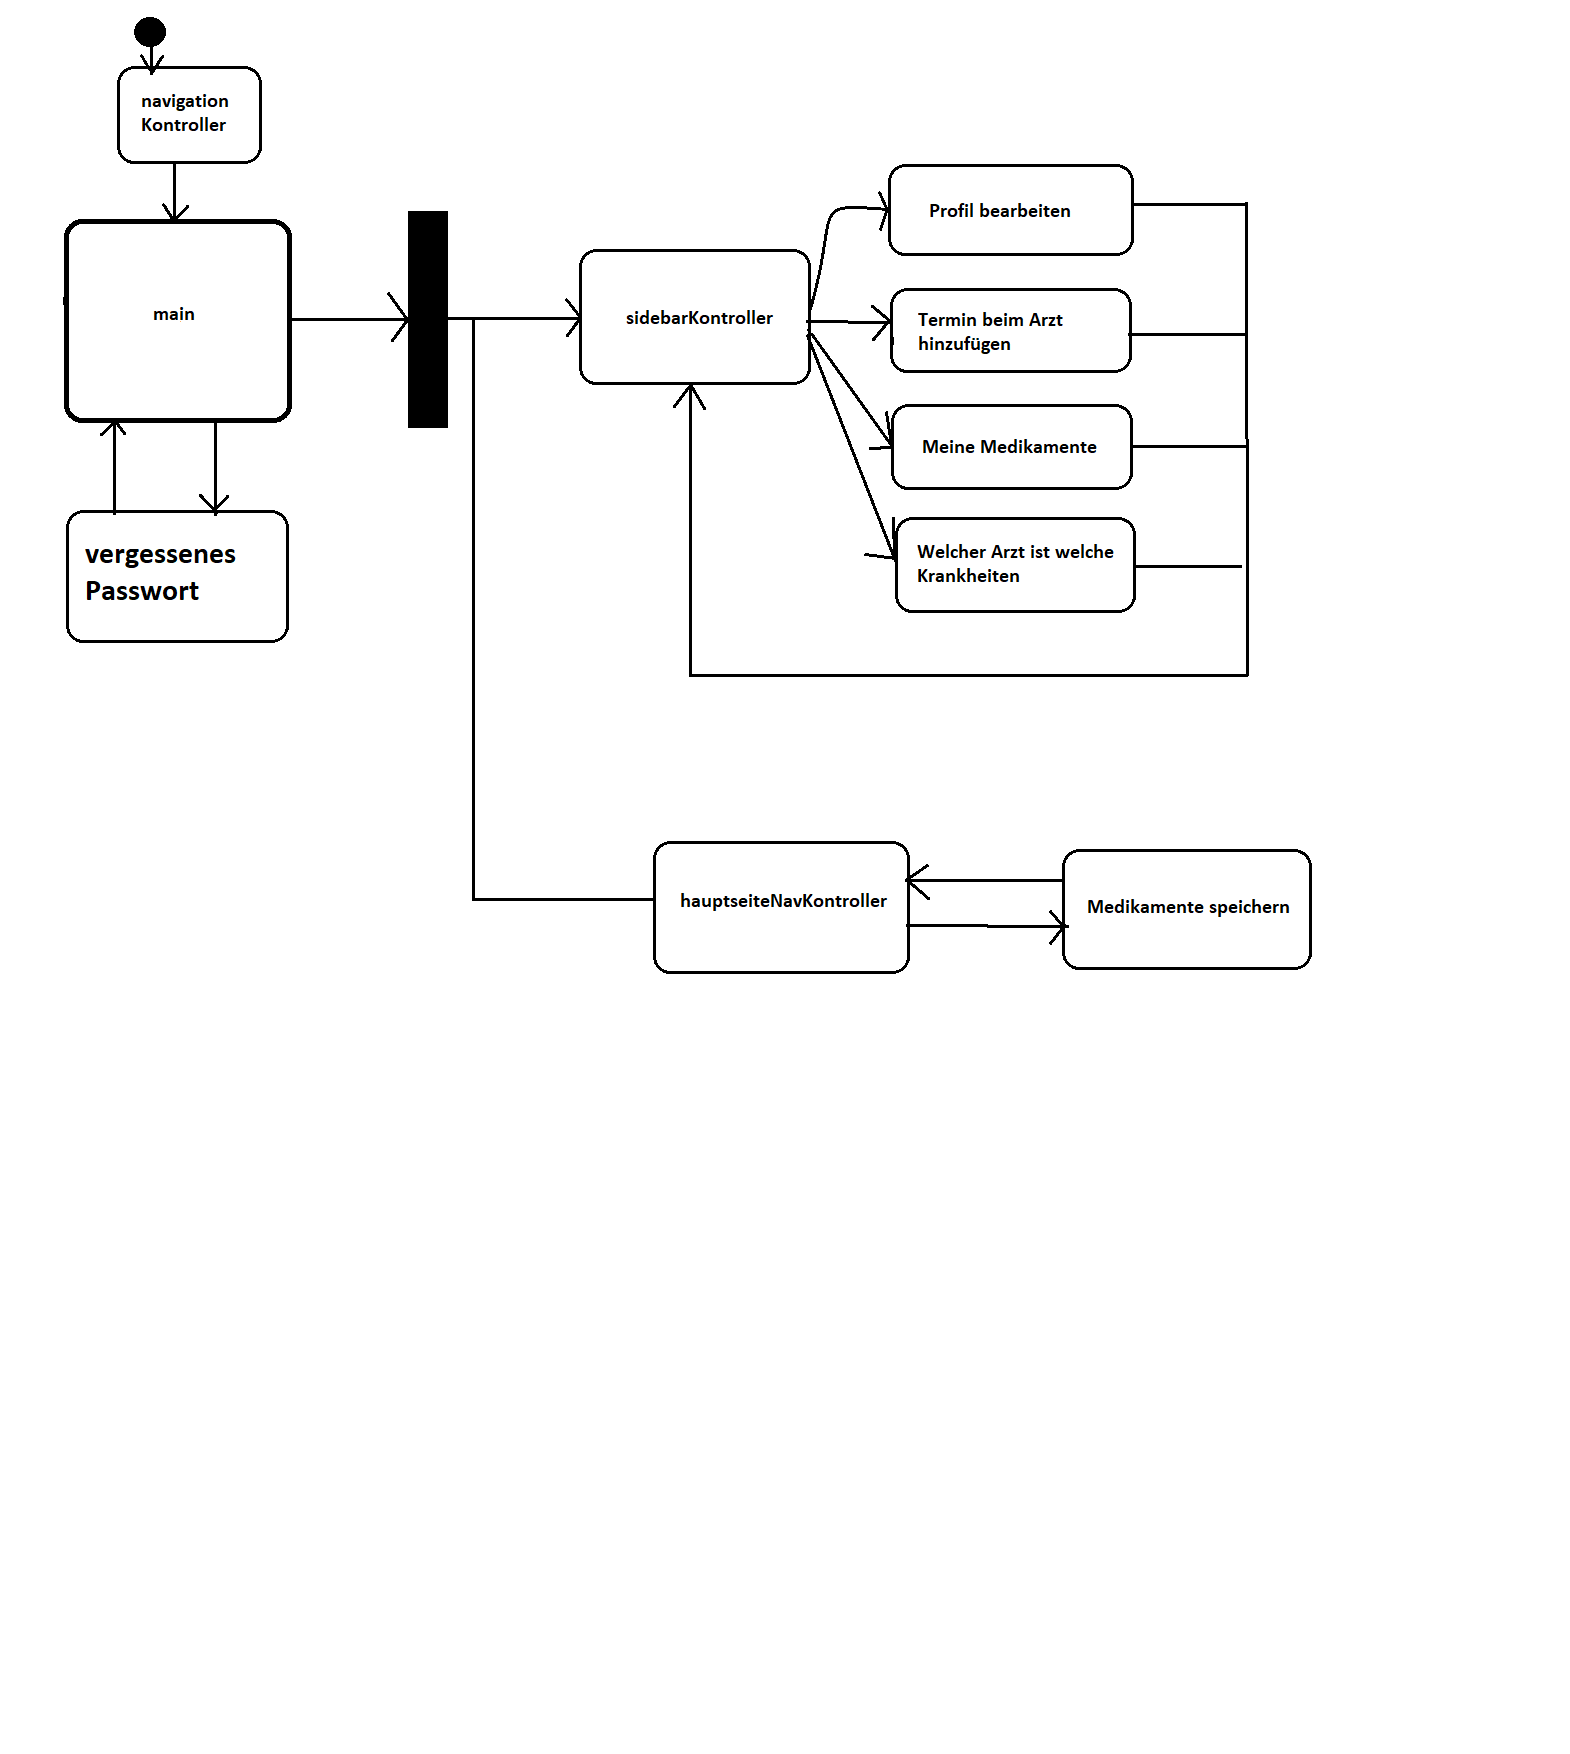 navigation
Kontroller
main
vergessenes
Passwort
sidebarKontroller
Profil bearbeiten
Termin beim Arzt
hinzufügen
Meine Medikamente
Welcher Arzt ist welche
Krankheiten
hauptseiteNavKontroller
Medikamente speichern